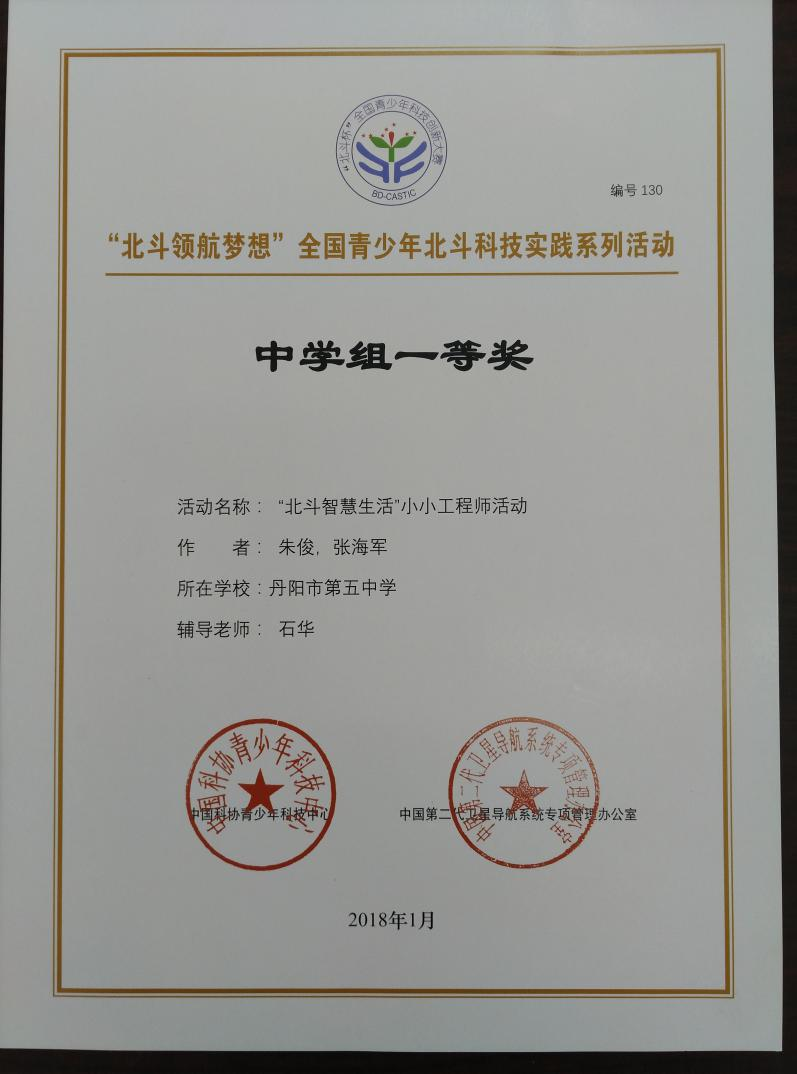 “北斗杯”全国青少年科技创新大赛
BD-CASTIC
编号 130
“北斗领航梦想”全国青少年北斗科技实践系列活动
中学组一等奖
活动名称： “北斗智慧生活”小小工程师活动
作 者： 朱俊，张海军
所在学校：丹阳市第五中学
辅导老师： 石华
中国科协青少年科技中心
中国第二代卫星导航系统专项管理办公室
中国科协青少年科技中心
中国第二代卫星导航系统专项管理办公室
2018年1月